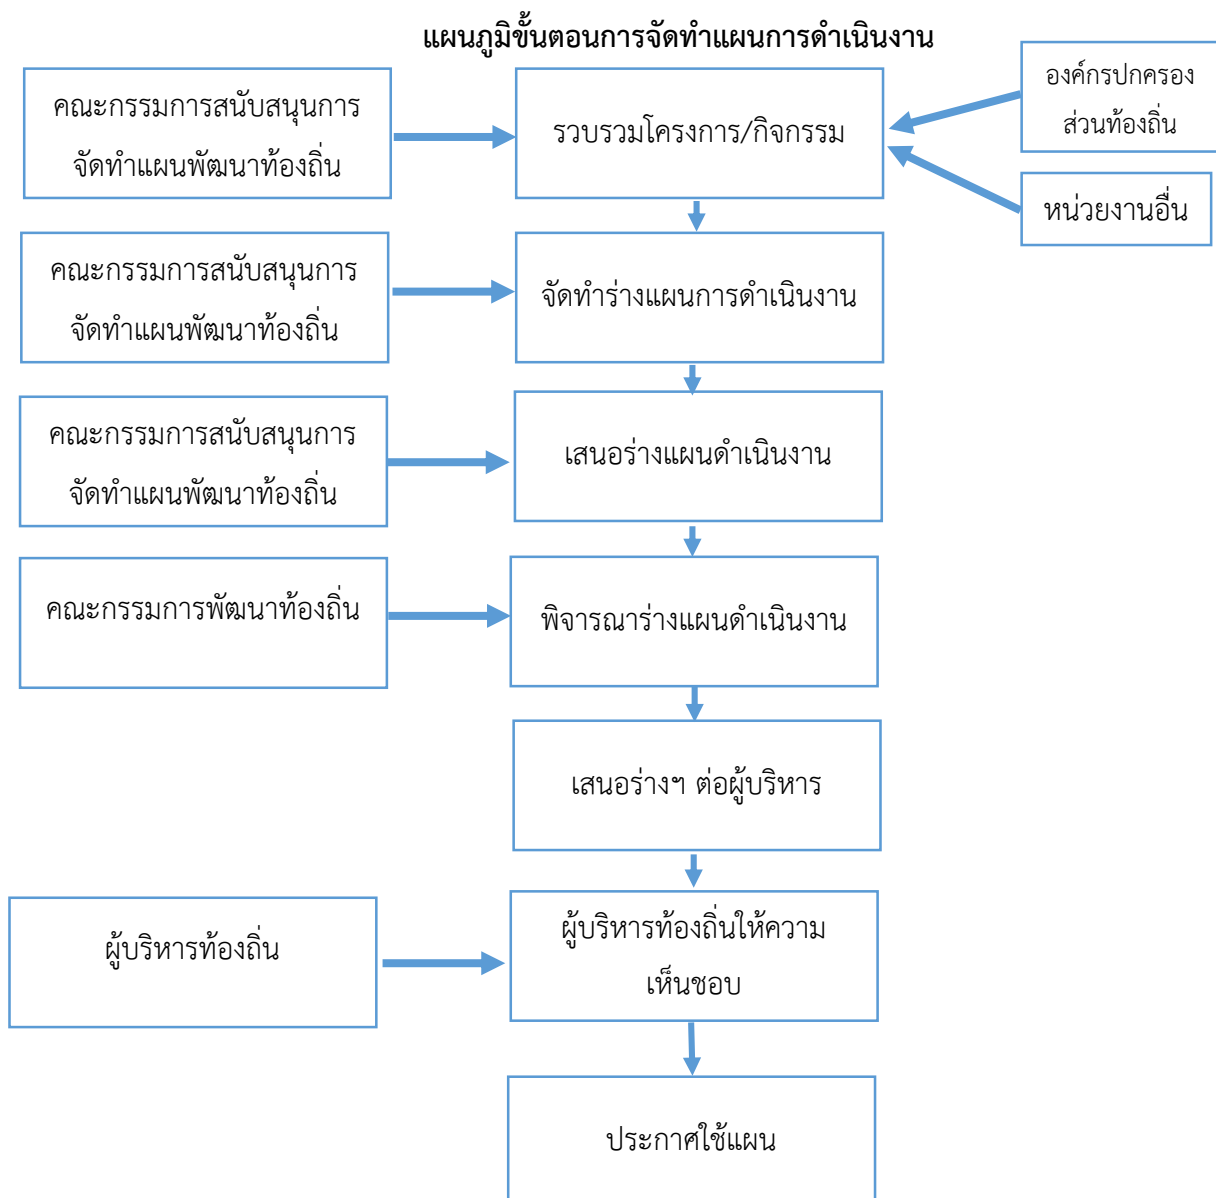 แผนภูมิขั้นตอนการจัดทำแผนการดำเนินงาน
คณะกรรมการสนับสนุนการ
จัดทำแผนพัฒนาท้องถิ่น
รวบรวมโครงการ/กิจกรรม
องค์กรปกครอง
ส่วนท้องถิ่น
หน่วยงานอื่น
คณะกรรมการสนับสนุนการ
จัดทำแผนพัฒนาท้องถิ่น
จัดทำร่างแผนการดำเนินงาน
คณะกรรมการสนับสนุนการ
จัดทำแผนพัฒนาท้องถิ่น
เสนอร่างแผนดำเนินงาน
คณะกรรมการพัฒนาท้องถิ่น
พิจารณาร่างแผนดำเนินงาน
เสนอร่างฯ ต่อผู้บริหาร
ผู้บริหารท้องถิ่น
ผู้บริหารท้องถิ่นให้ความ
เห็นชอบ
ประกาศใช้แผน